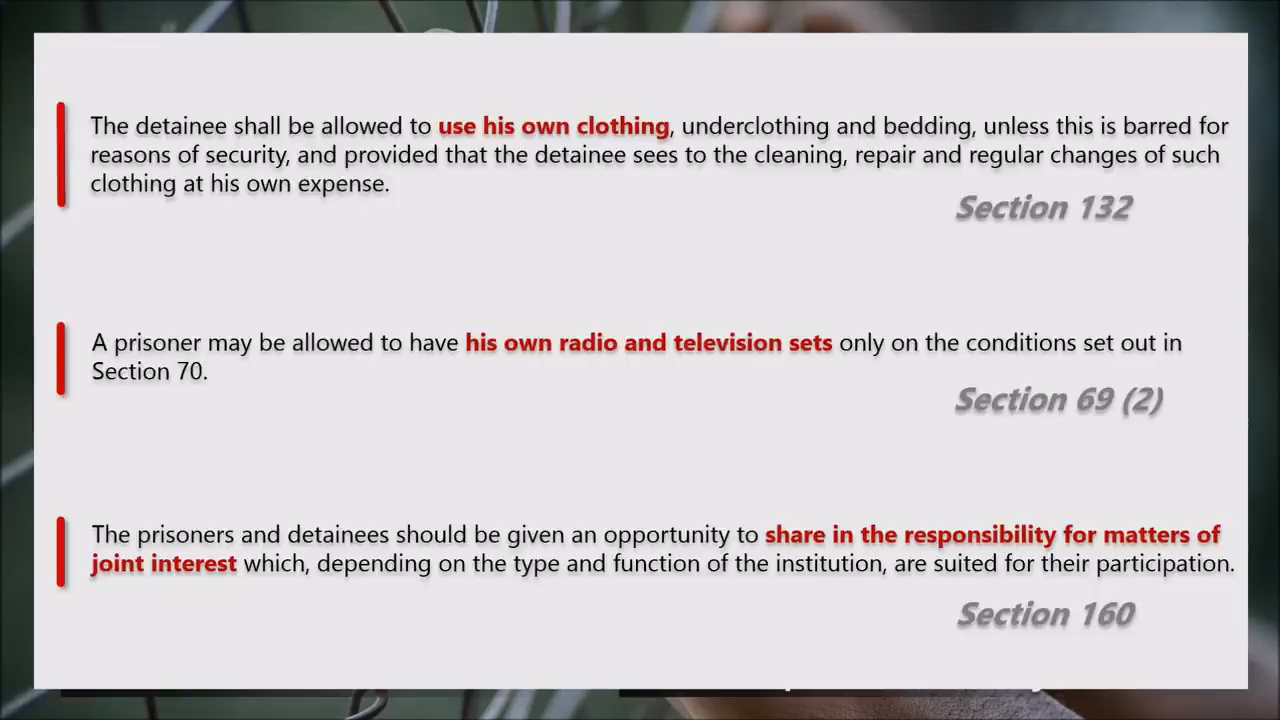 The detainee shall be allowed to use his own clothing, underclothing and bedding, unless this is barred for
reasons of security, and provided that the detainee sees to the cleaning, repair and regular changes of such
clothing at his own expense.
Section 132
A prisoner may be allowed to have his own radio and television sets only on the conditions set out in
Section 70.
Section 69 (2)
The prisoners and detainees should be given an opportunity to share in the responsibility for matters of
joint interest which, depending on the type and function of the institution, are suited for their participation.
Section 160